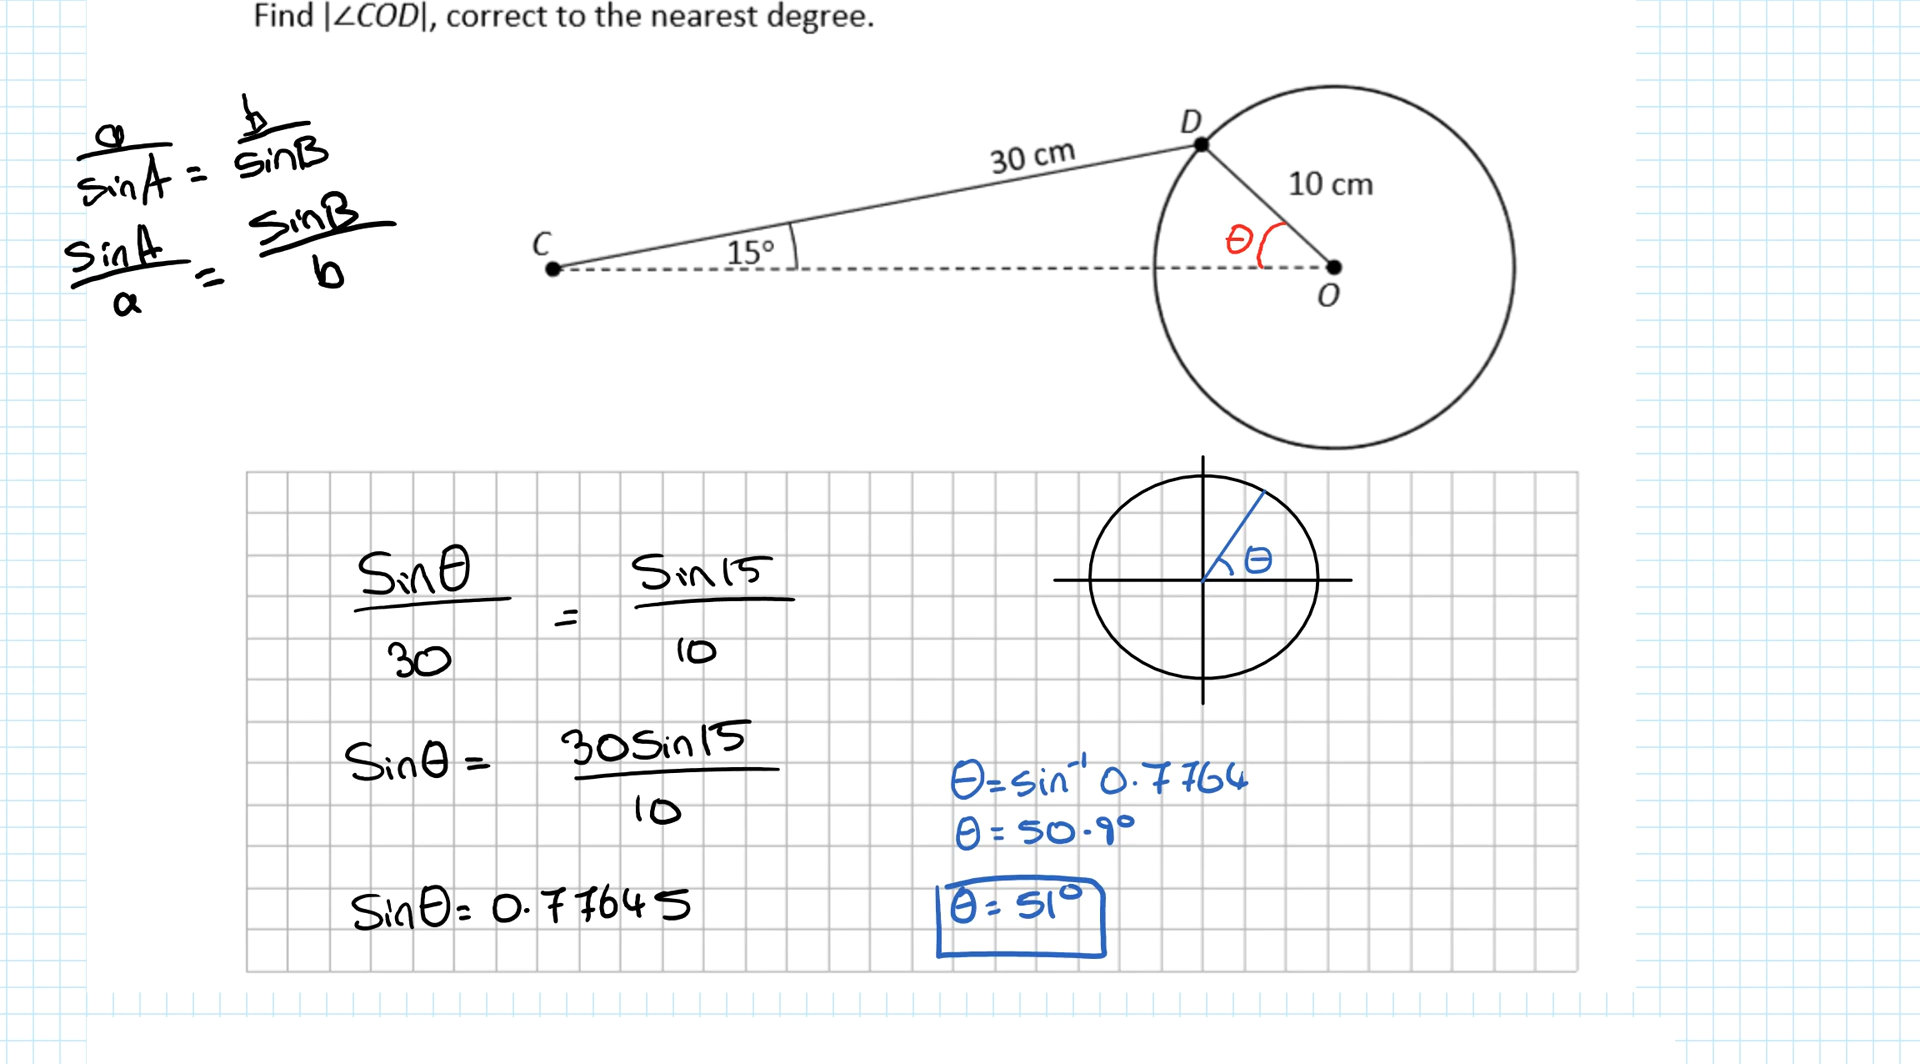 Find |∠COD|, correct to the nearest degree.
a/sinA = b/sinB
sinA/a = sinB/b
D
30 cm
10 cm
C
15°
θ
O
Sinθ/30 = Sin15/10
θ
Sinθ = 30Sin15/10
θ = sin⁻¹ 0.7764
θ = 50.9°
Sinθ = 0.77645
θ = 51°